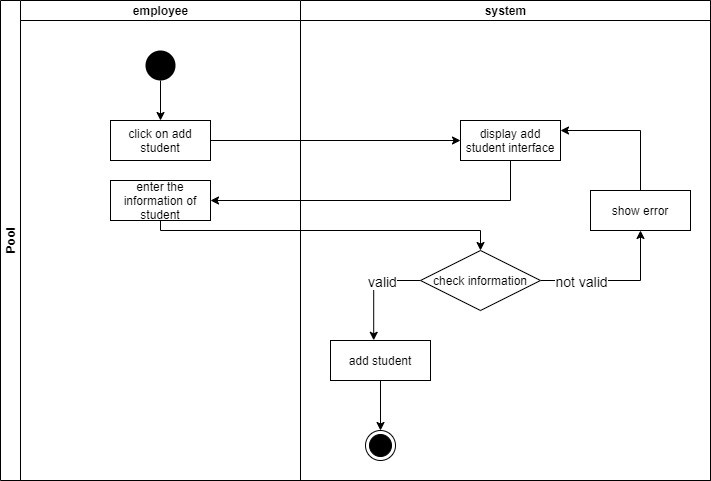 employee
system
Pool
click on add
student
display add
student interface
enter the
information of
student
show error
check information
valid
not valid
add student